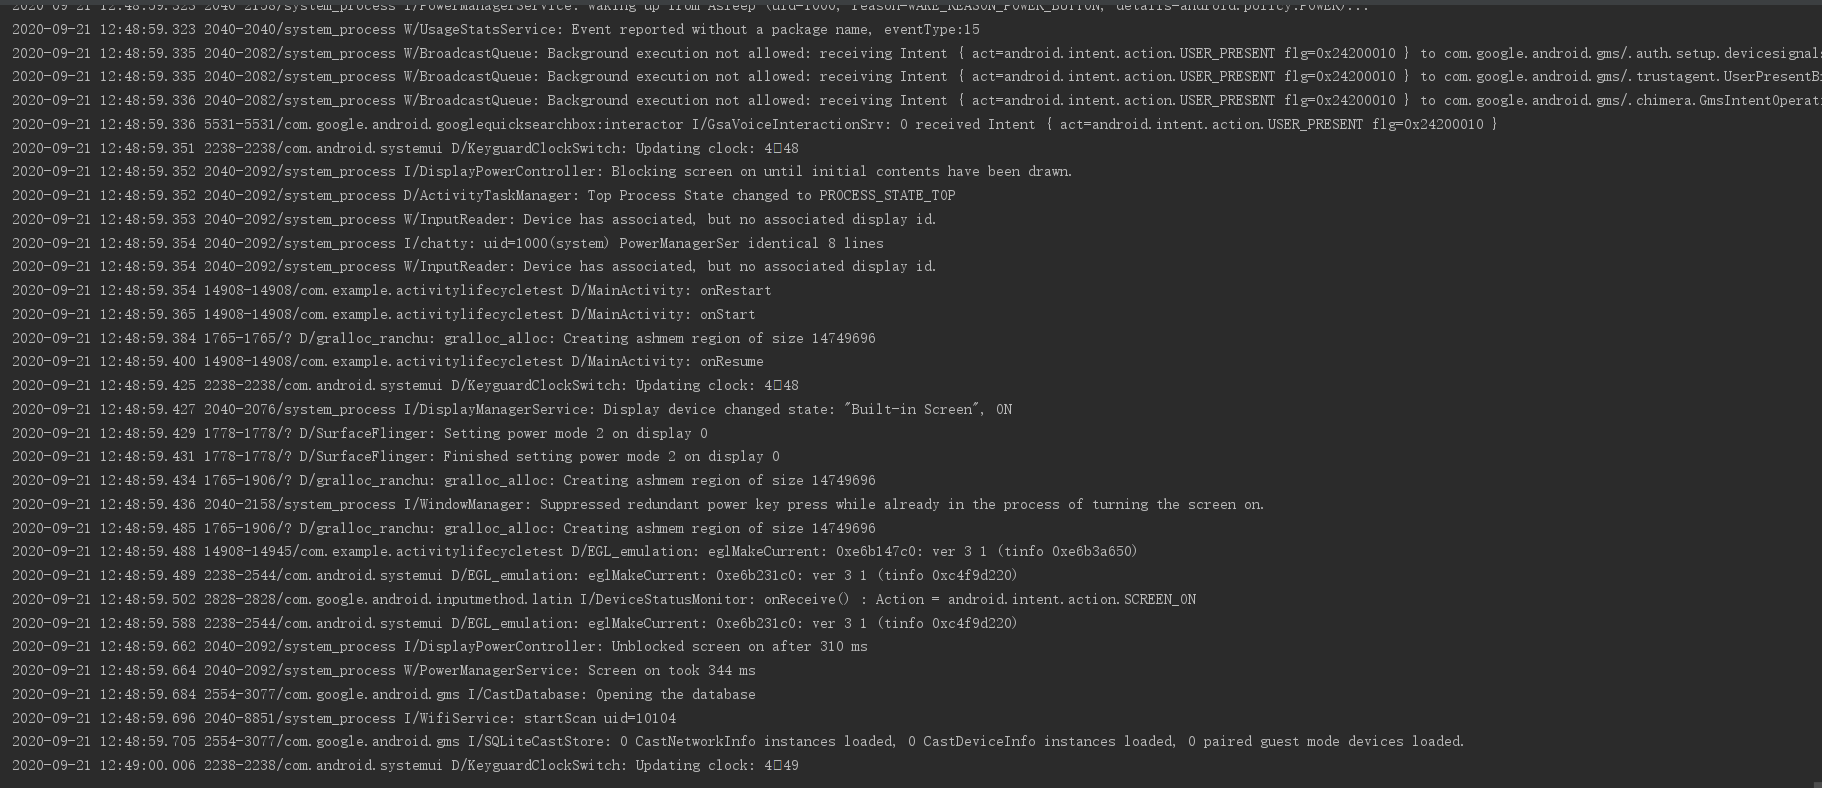 2020-09-21 12:48:59.323 2040-2158/system_process I/PowerManagerService: Waking up from Asleep (uid=1000, reason=WAKE_REASON_POWER_BUTTON, details=android.policy:POWER)...
2020-09-21 12:48:59.323 2040-2040/system_process W/UsageStatsService: Event reported without a package name, eventType:15
2020-09-21 12:48:59.335 2040-2082/system_process W/BroadcastQueue: Background execution not allowed: receiving Intent { act=android.intent.action.USER_PRESENT flg=0x24200010 } to com.google.android.gms/.auth.setup.devicesignals
2020-09-21 12:48:59.335 2040-2082/system_process W/BroadcastQueue: Background execution not allowed: receiving Intent { act=android.intent.action.USER_PRESENT flg=0x24200010 } to com.google.android.gms/.trustagent.UserPresentB
2020-09-21 12:48:59.336 2040-2082/system_process W/BroadcastQueue: Background execution not allowed: receiving Intent { act=android.intent.action.USER_PRESENT flg=0x24200010 } to com.google.android.gms/.chimera.GmsIntentOperati
2020-09-21 12:48:59.336 5531-5531/com.google.android.googlequicksearchbox:interactor I/GsaVoiceInteractionSrv: O received Intent { act=android.intent.action.USER_PRESENT flg=0x24200010 }
2020-09-21 12:48:59.351 2238-2238/com.android.systemui D/KeyguardClockSwitch: Updating clock: 4□48
2020-09-21 12:48:59.352 2040-2092/system_process I/DisplayPowerController: Blocking screen on until initial contents have been drawn.
2020-09-21 12:48:59.352 2040-2092/system_process D/ActivityTaskManager: Top Process State changed to PROCESS_STATE_TOP
2020-09-21 12:48:59.353 2040-2092/system_process W/InputReader: Device has associated, but no associated display id.
2020-09-21 12:48:59.354 2040-2092/system_process I/chatty: uid=1000(system) PowerManagerSer identical 8 lines
2020-09-21 12:48:59.354 2040-2092/system_process W/InputReader: Device has associated, but no associated display id.
2020-09-21 12:48:59.354 14908-14908/com.example.activitylifecycletest D/MainActivity: onRestart
2020-09-21 12:48:59.365 14908-14908/com.example.activitylifecycletest D/MainActivity: onStart
2020-09-21 12:48:59.384 1765-1765/? D/gralloc_ranchu: gralloc_alloc: Creating ashmem region of size 14749696
2020-09-21 12:48:59.400 14908-14908/com.example.activitylifecycletest D/MainActivity: onResume
2020-09-21 12:48:59.425 2238-2238/com.android.systemui D/KeyguardClockSwitch: Updating clock: 4□48
2020-09-21 12:48:59.427 2040-2076/system_process I/DisplayManagerService: Display device changed state: "Built-in Screen", ON
2020-09-21 12:48:59.429 1778-1778/? D/SurfaceFlinger: Setting power mode 2 on display 0
2020-09-21 12:48:59.431 1778-1778/? D/SurfaceFlinger: Finished setting power mode 2 on display 0
2020-09-21 12:48:59.434 1765-1906/? D/gralloc_ranchu: gralloc_alloc: Creating ashmem region of size 14749696
2020-09-21 12:48:59.436 2040-2158/system_process I/WindowManager: Suppressed redundant power key press while already in the process of turning the screen on.
2020-09-21 12:48:59.485 1765-1906/? D/gralloc_ranchu: gralloc_alloc: Creating ashmem region of size 14749696
2020-09-21 12:48:59.488 14908-14945/com.example.activitylifecycletest D/EGL_emulation: eglMakeCurrent: 0xe6b147c0: ver 3 1 (tinfo 0xe6b3a650)
2020-09-21 12:48:59.489 2238-2544/com.android.systemui D/EGL_emulation: eglMakeCurrent: 0xe6b231c0: ver 3 1 (tinfo 0xc4f9d220)
2020-09-21 12:48:59.502 2828-2828/com.google.android.inputmethod.latin I/DeviceStatusMonitor: onReceive() : Action = android.intent.action.SCREEN_ON
2020-09-21 12:48:59.588 2238-2544/com.android.systemui D/EGL_emulation: eglMakeCurrent: 0xe6b231c0: ver 3 1 (tinfo 0xc4f9d220)
2020-09-21 12:48:59.662 2040-2092/system_process I/DisplayPowerController: Unblocked screen on after 310 ms
2020-09-21 12:48:59.664 2040-2092/system_process W/PowerManagerService: Screen on took 344 ms
2020-09-21 12:48:59.684 2554-3077/com.google.android.gms I/CastDatabase: Opening the database
2020-09-21 12:48:59.696 2040-8851/system_process I/WifiService: startScan uid=10104
2020-09-21 12:48:59.705 2554-3077/com.google.android.gms I/SQLiteCastStore: 0 CastNetworkInfo instances loaded, 0 CastDeviceInfo instances loaded, 0 paired guest mode devices loaded.
2020-09-21 12:49:00.006 2238-2238/com.android.systemui D/KeyguardClockSwitch: Updating clock: 4□49